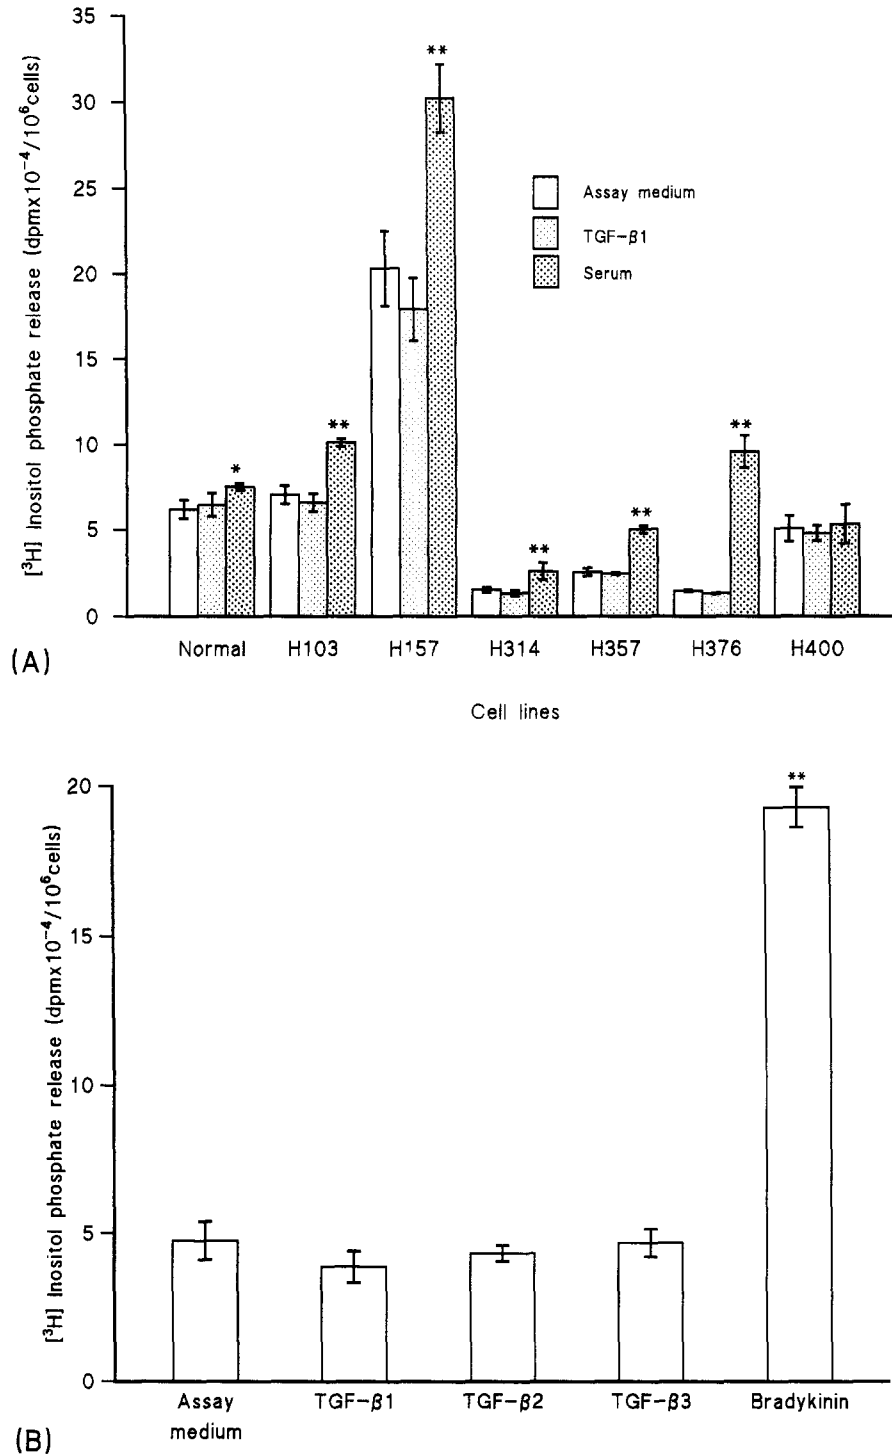 [³H] Inositol phosphate release (dpmx10⁻⁴/10⁶cells)
35
30
25
20
15
10
5
0
**
**
*
**
**
**
Assay medium
TGF-β1
Serum
Normal H103 H157 H314 H357 H376 H400
(A)
Cell lines
[³H] Inositol phosphate release (dpmx10⁻⁴/10⁶cells)
20
15
10
5
0
**
Assay medium
TGF-β1
TGF-β2
TGF-β3
Bradykinin
(B)